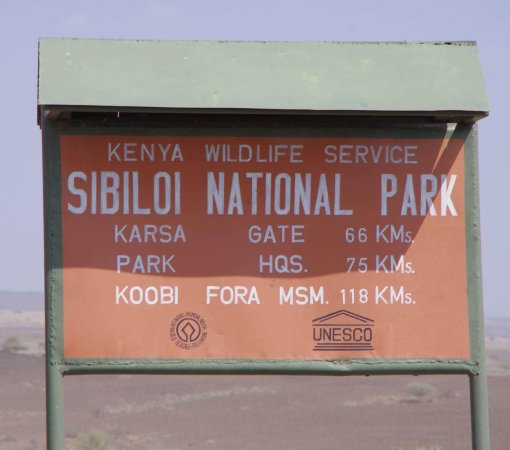 KENYA WILDLIFE SERVICE
SIBILOI NATIONAL PARK
KARSA GATE 66 KMs.
PARK HQS. 75 KMs.
KOOBI FORA MSM. 118 KMs.
UNESCO